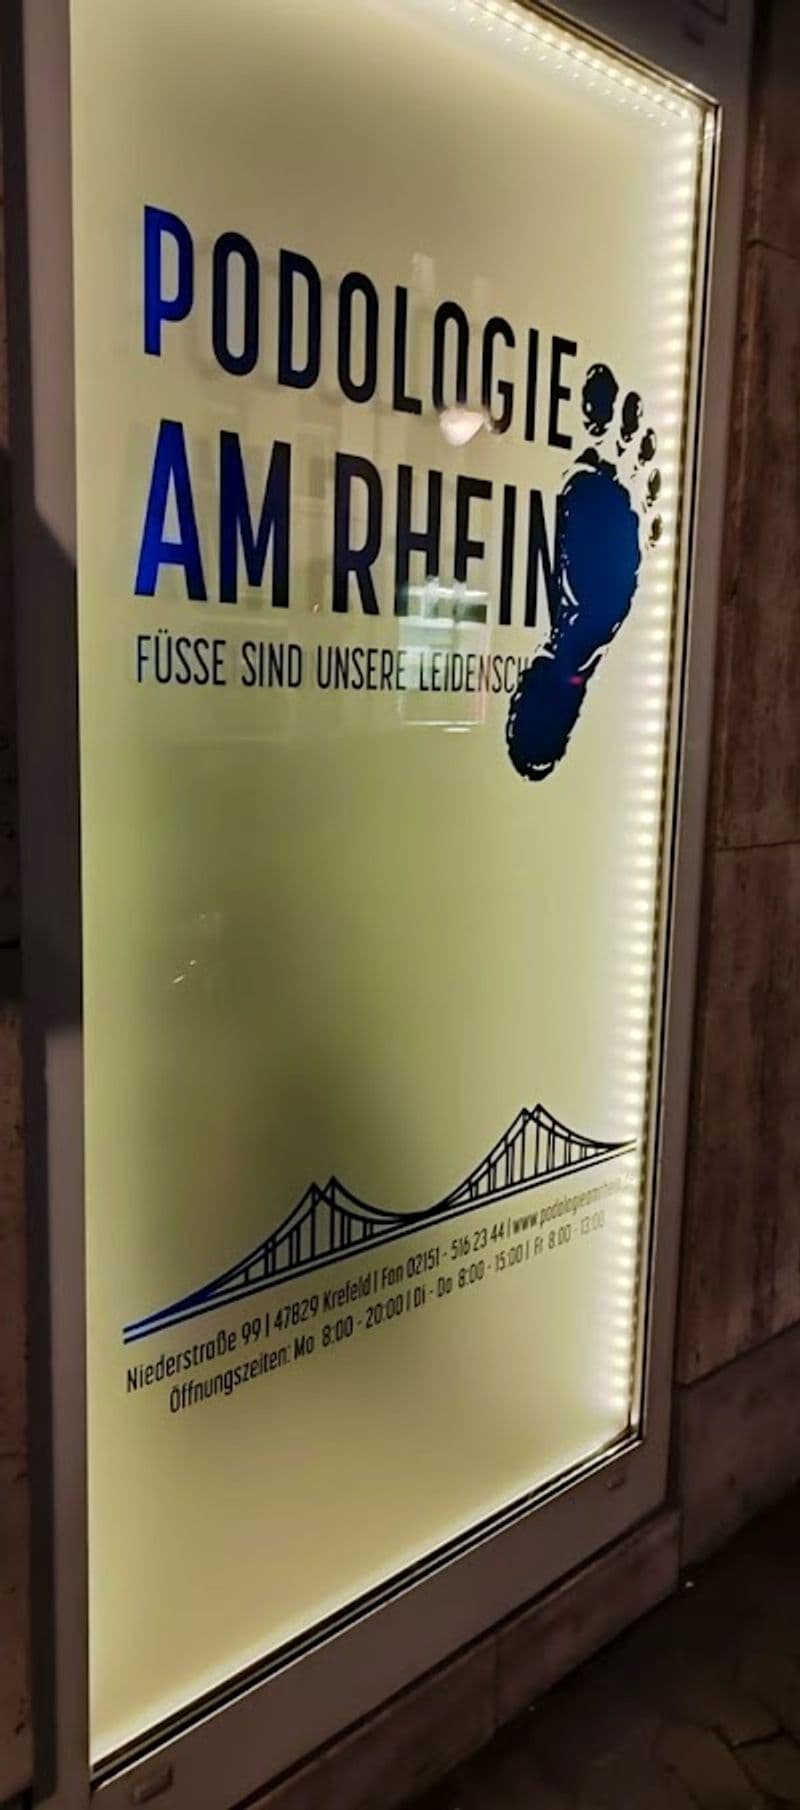 PODOLOGIE
AM RHEIN
FÜSSE SIND UNSERE LEIDENSCH
Niederstraße 99 | 47829 Krefeld | Fon 02151 - 516 23 44 | www.podologieamrhein.
Öffnungszeiten: Mo 8:00 - 20:00 | Di - Do 8:00 - 15:00 | Fr 8:00 - 13:00